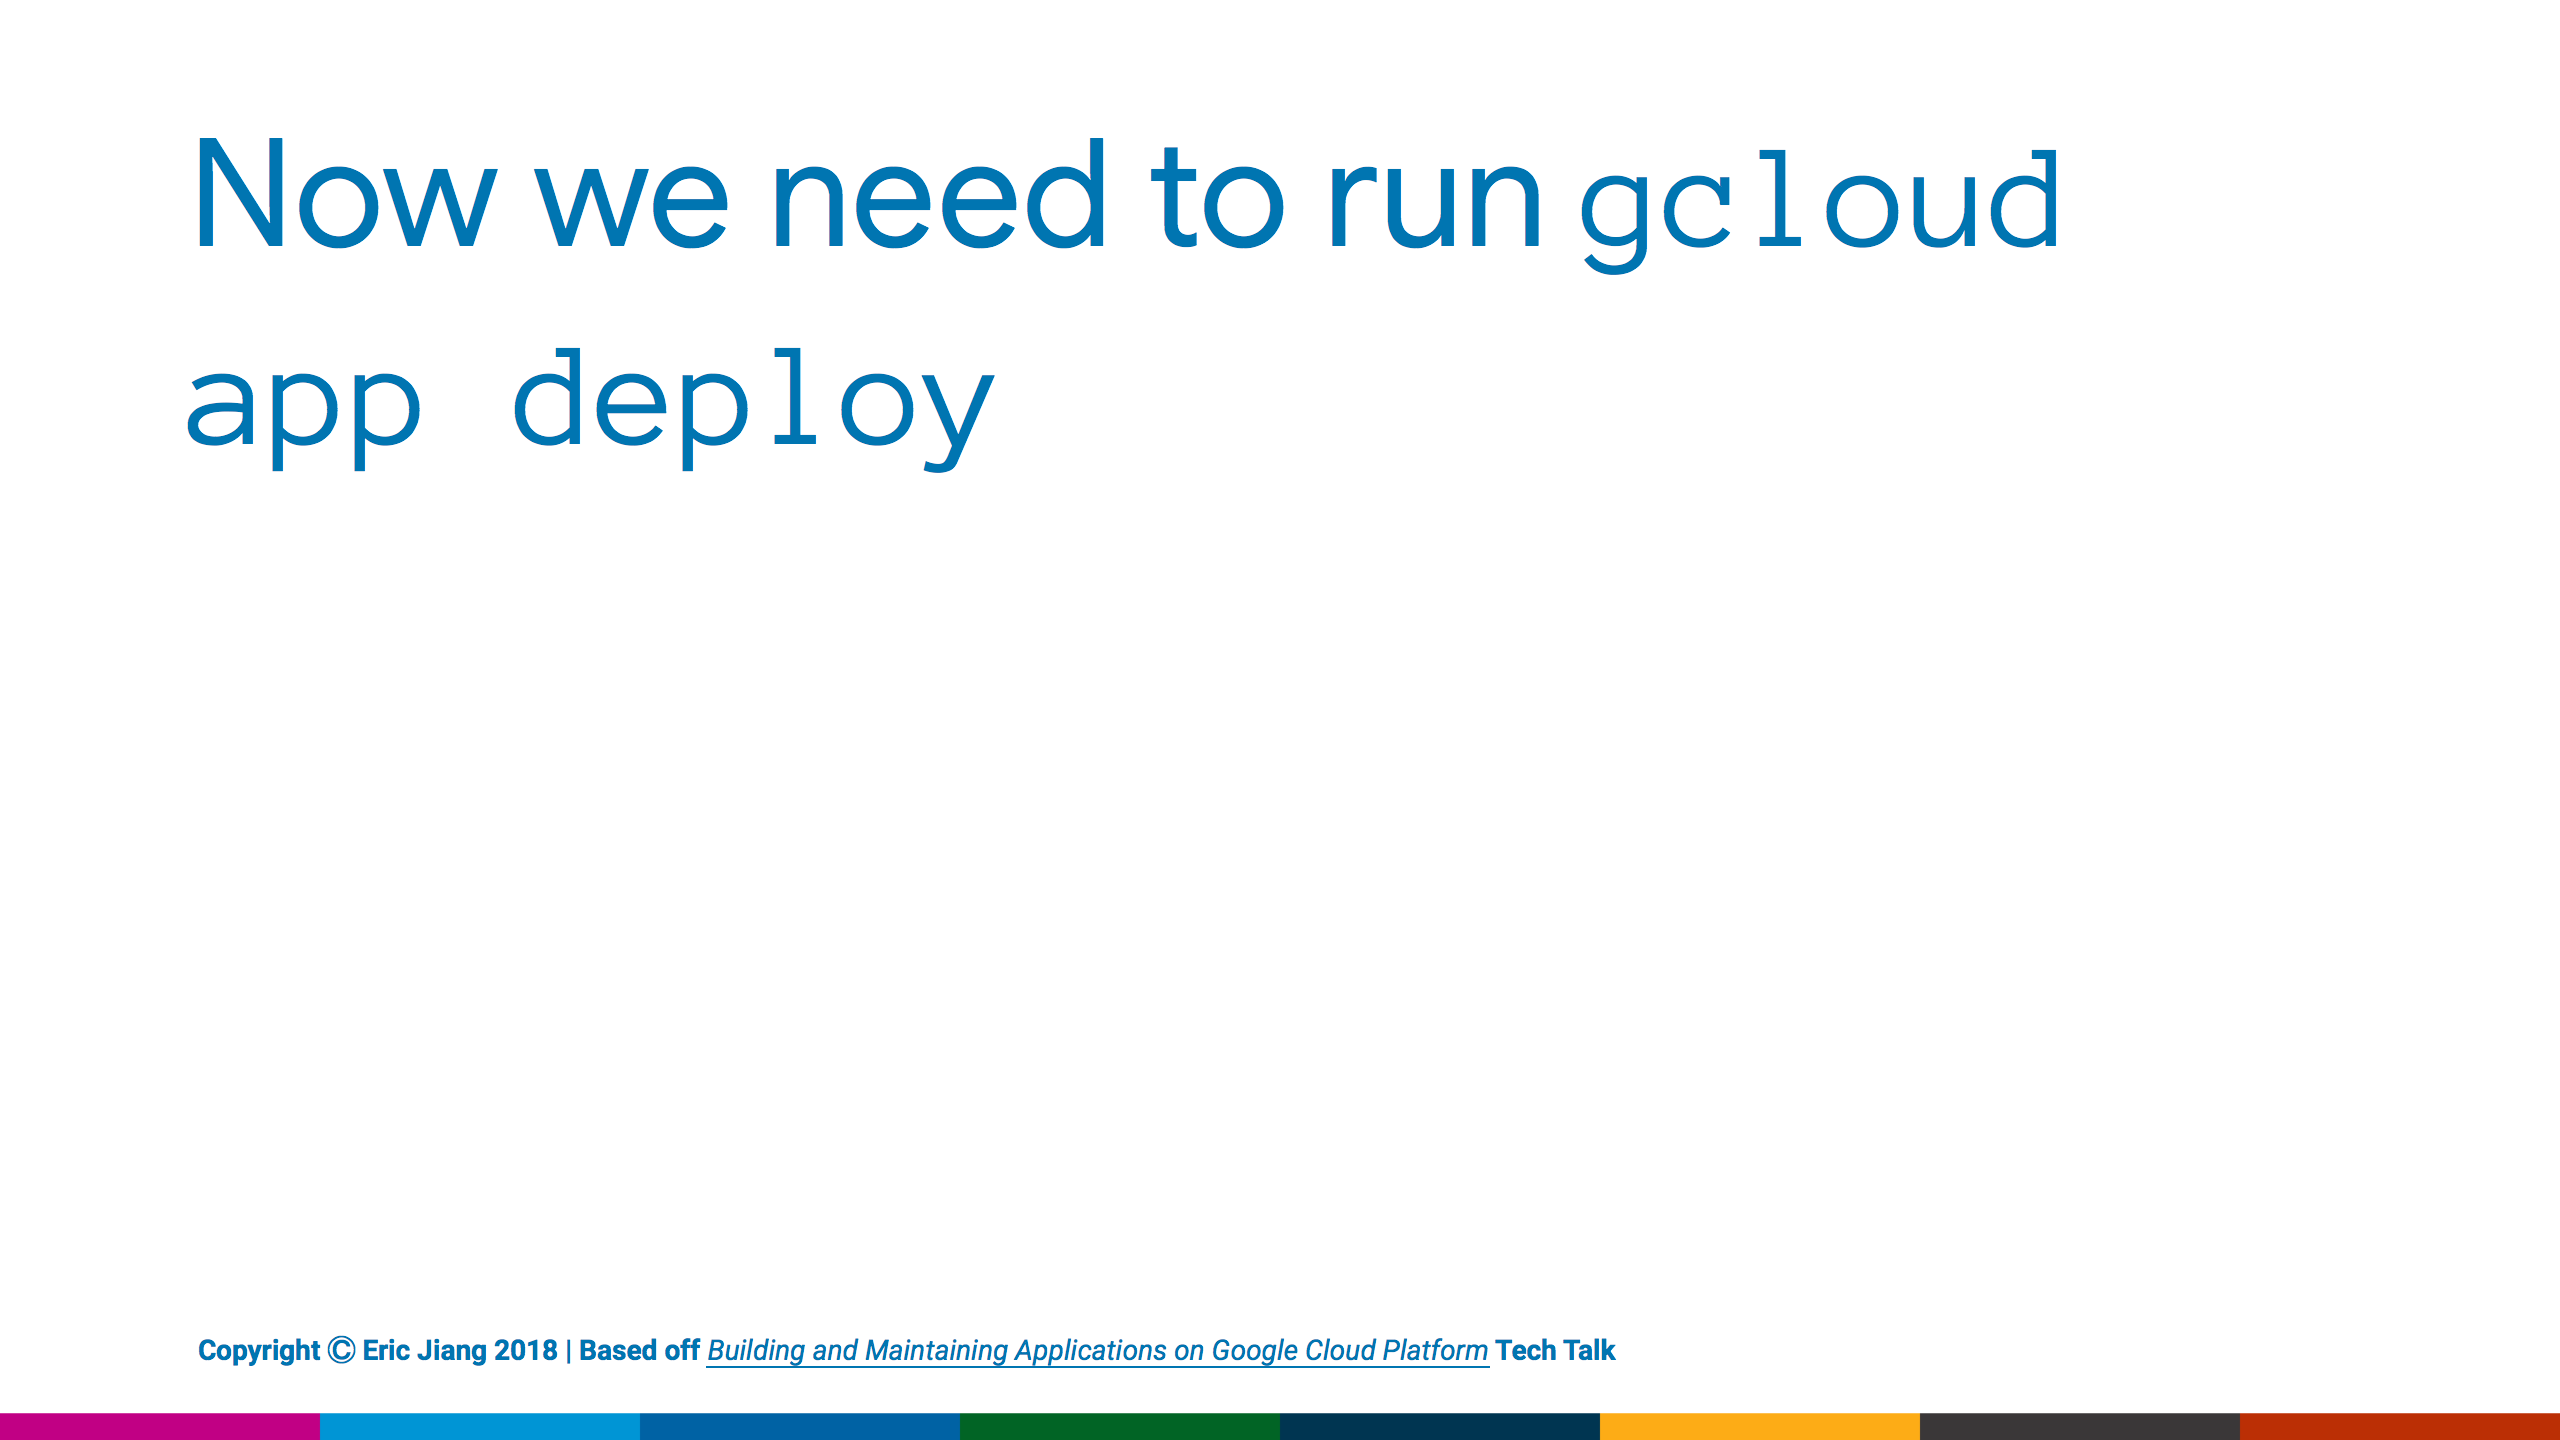 Now we need to run gcloud
app deploy
Copyright © Eric Jiang 2018 | Based off Building and Maintaining Applications on Google Cloud Platform Tech Talk